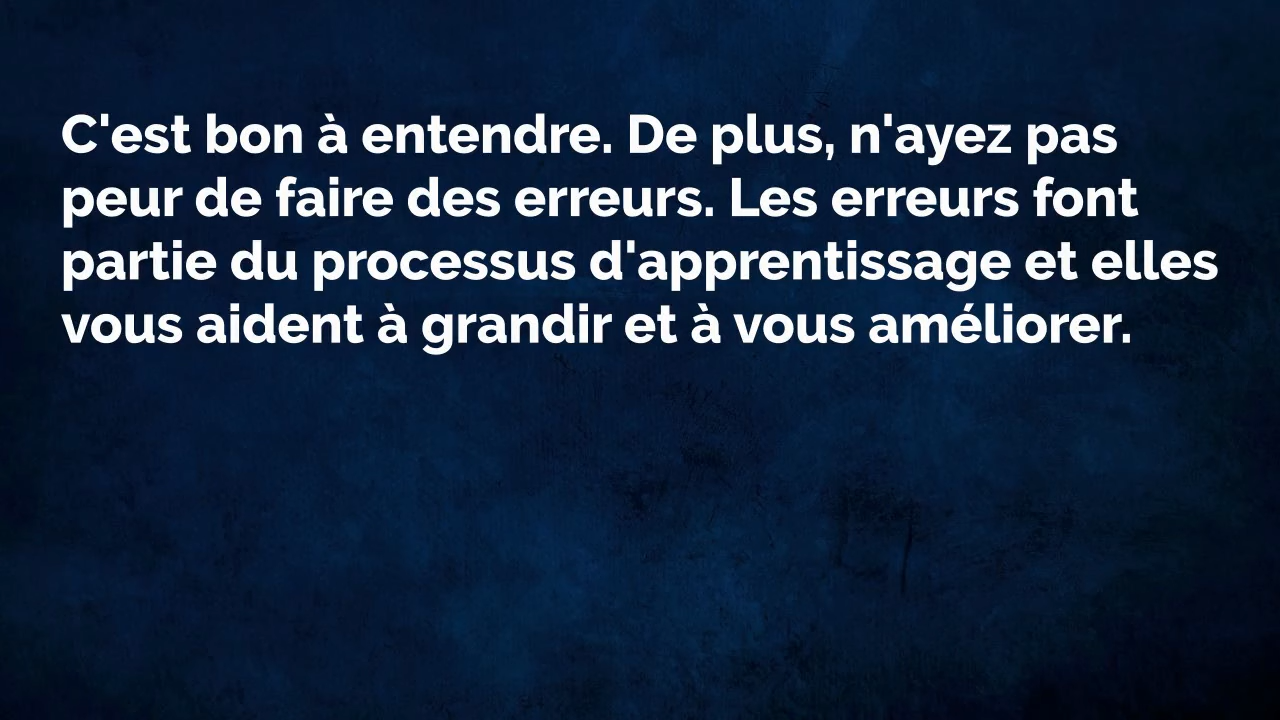 C'est bon à entendre. De plus, n'ayez pas
peur de faire des erreurs. Les erreurs font
partie du processus d'apprentissage et elles
vous aident à grandir et à vous améliorer.